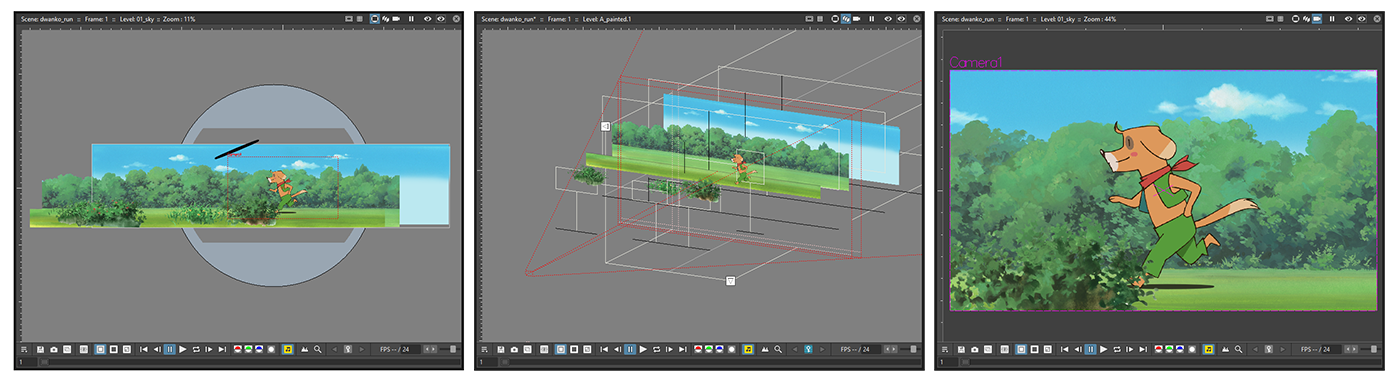 Scene: dwanko_run :: Frame: 1 :: Level: 01_sky :: Zoom : 11%
1
FPS -- / 24
Scene: dwanko_run* :: Frame: 1 :: Level: A_painted.1
1
FPS -- / 24
Scene: dwanko_run :: Frame: 1 :: Level: 01_sky :: Zoom : 44%
Camera1
1
FPS -- / 24